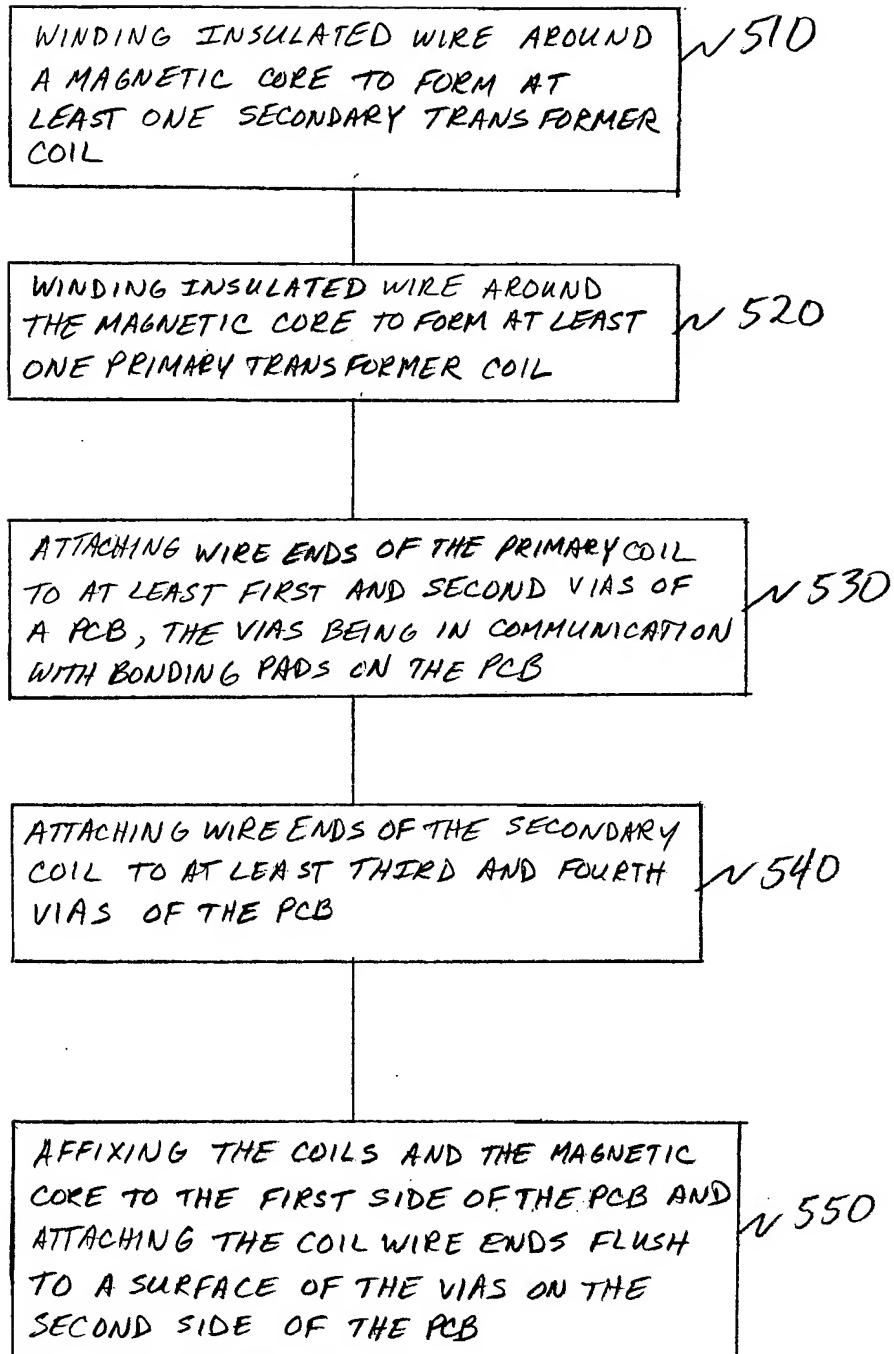 WINDING INSULATED WIRE AROUND
A MAGNETIC CORE TO FORM AT
LEAST ONE SECONDARY TRANSFORMER
COIL
510
WINDING INSULATED WIRE AROUND
THE MAGNETIC CORE TO FORM AT LEAST
ONE PRIMARY TRANSFORMER COIL
520
ATTACHING WIRE ENDS OF THE PRIMARY COIL
TO AT LEAST FIRST AND SECOND VIAS OF
A PCB, THE VIAS BEING IN COMMUNICATION
WITH BONDING PADS ON THE PCB
530
ATTACHING WIRE ENDS OF THE SECONDARY
COIL TO AT LEAST THIRD AND FOURTH
VIAS OF THE PCB
540
AFFIXING THE COILS AND THE MAGNETIC
CORE TO THE FIRST SIDE OF THE PCB AND
ATTACHING THE COIL WIRE ENDS FLUSH
TO A SURFACE OF THE VIAS ON THE
SECOND SIDE OF THE PCB
550